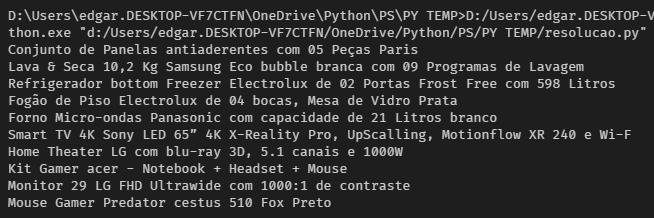 D:\Users\edgar.DESKTOP-VF7CTFN\OneDrive\Python\PS\PY TEMP>D:/Users/edgar.DESKTOP-V
thon.exe "d:/Users/edgar.DESKTOP-VF7CTFN/OneDrive/Python/PS/PY TEMP/resolucao.py"
Conjunto de Panelas antiaderentes com 05 Peças Paris
Lava & Seca 10,2 Kg Samsung Eco bubble branca com 09 Programas de Lavagem
Refrigerador bottom Freezer Electrolux de 02 Portas Frost Free com 598 Litros
Fogão de Piso Electrolux de 04 bocas, Mesa de Vidro Prata
Forno Micro-ondas Panasonic com capacidade de 21 Litros branco
Smart TV 4K Sony LED 65” 4K X-Reality Pro, UpScalling, Motionflow XR 240 e Wi-F
Home Theater LG com blu-ray 3D, 5.1 canais e 1000W
Kit Gamer acer - Notebook + Headset + Mouse
Monitor 29 LG FHD Ultrawide com 1000:1 de contraste
Mouse Gamer Predator cestus 510 Fox Preto